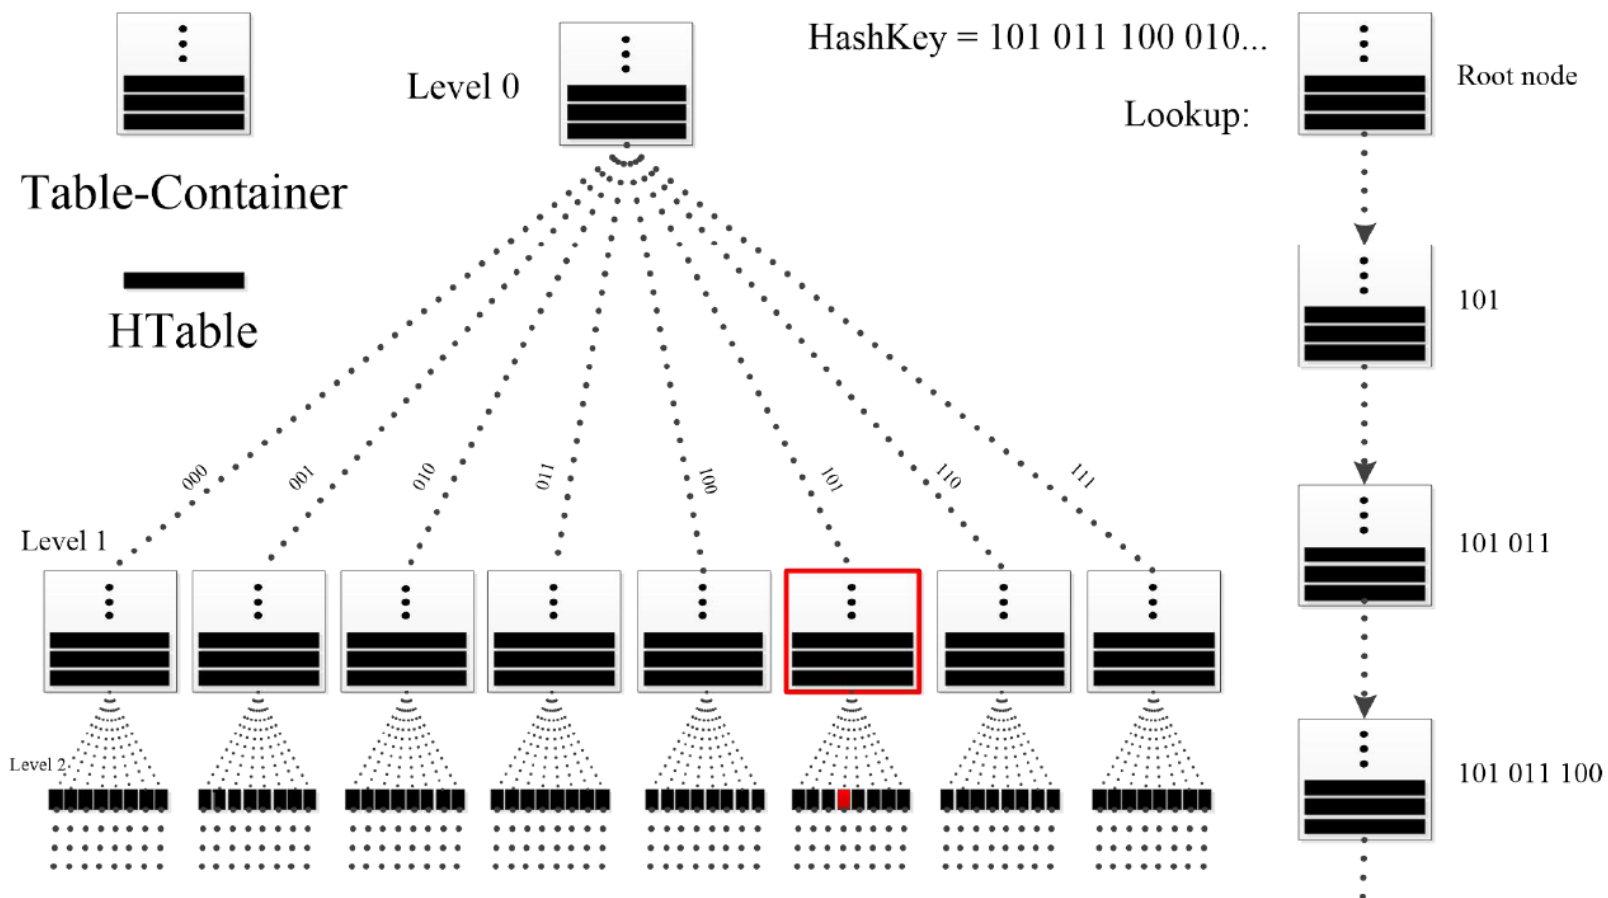 HashKey = 101 011 100 010...
Level 0
Root node
Lookup:
Table-Container
101
HTable
000
001
010
011
100
101
110
111
Level 1
101 011
Level 2
101 011 100